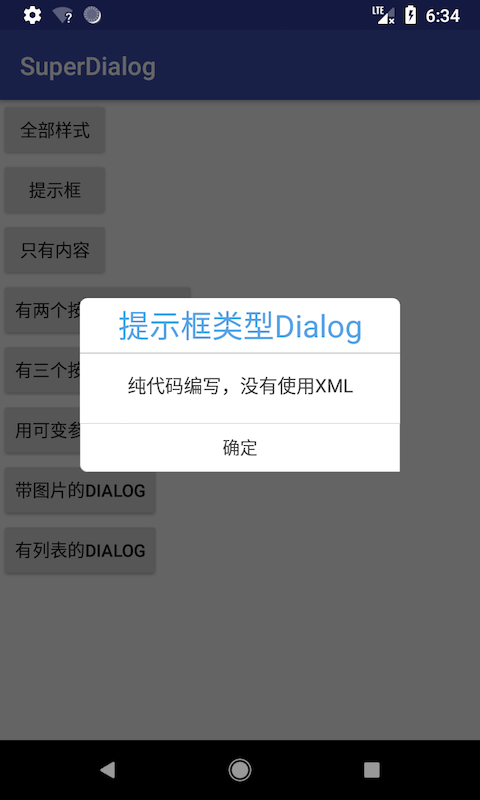 LTE 6:34
SuperDialog
全部样式
提示框
只有内容
有两个按
提示框类型Dialog
有三个按
纯代码编写，没有使用XML
用可变参
确定
带图片的DIALOG
有列表的DIALOG